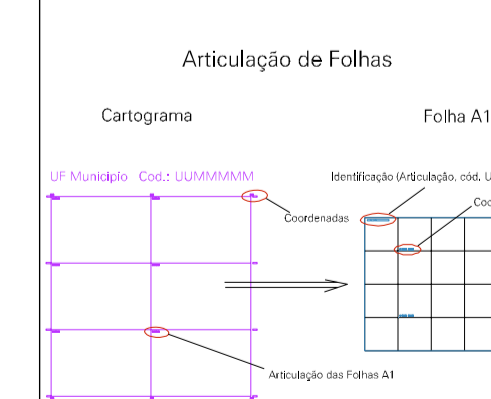 Articulação de Folhas
Cartograma
Folha A1
UF Município Cod.: UUMMMMM
Identificação (Articulação, cód. U
Coordenadas
Articulação das Folhas A1